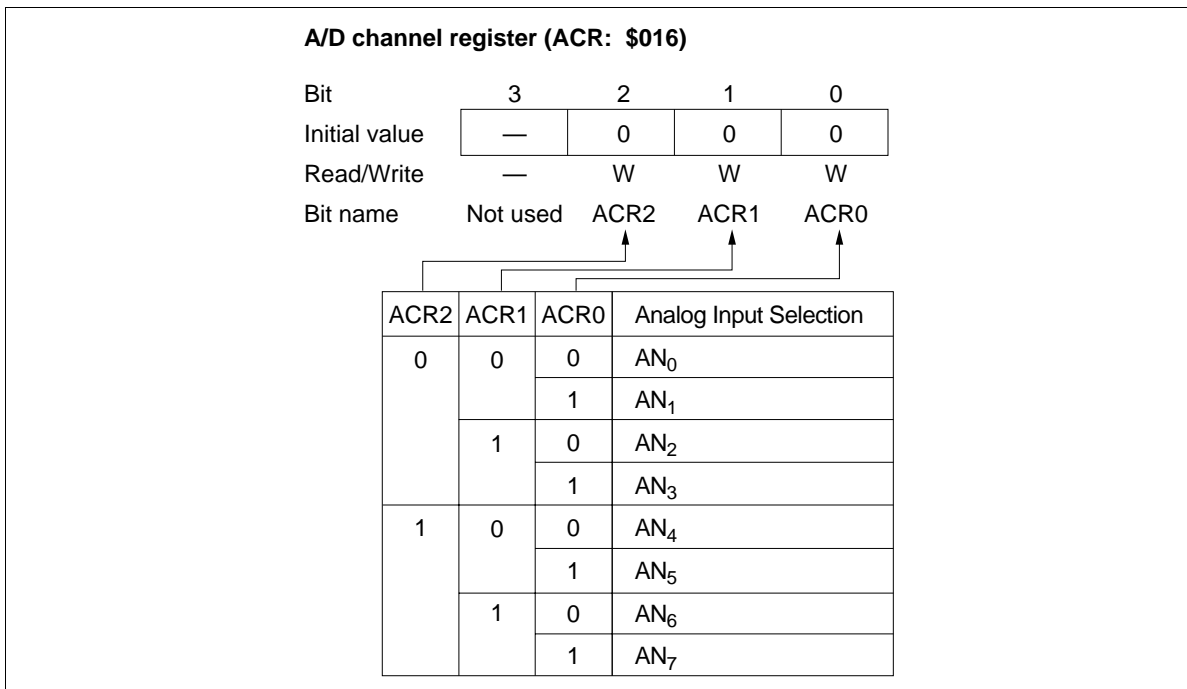 A/D channel register (ACR: $016)
Bit 3 2 1 0
Initial value — 0 0 0
Read/Write — W W W
Bit name Not used ACR2 ACR1 ACR0
ACR2 ACR1 ACR0 Analog Input Selection
0 0 0 AN0
1 AN1
1 0 AN2
1 AN3
1 0 0 AN4
1 AN5
1 0 AN6
1 AN7